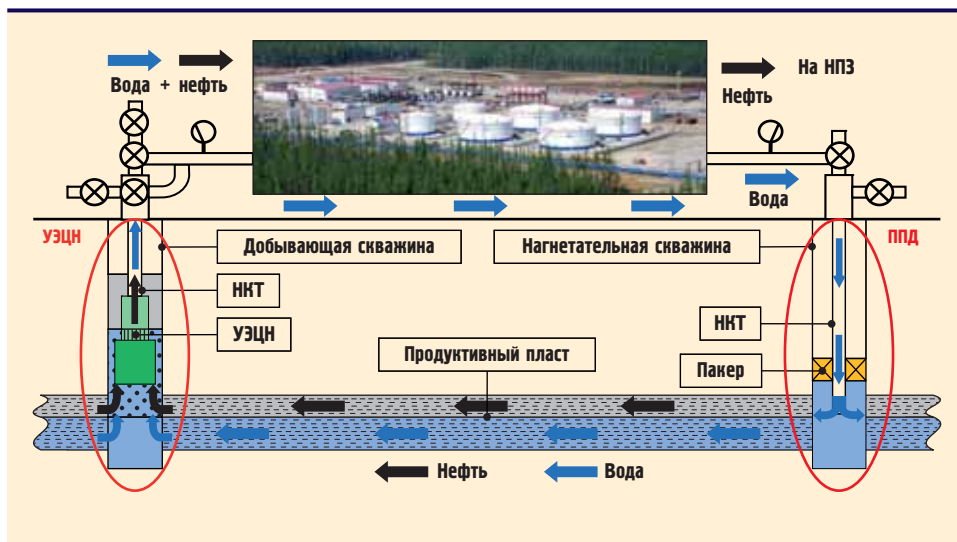 Вода + нефть
На НПЗ
Нефть
Вода
УЭЦН
Добывающая скважина
Нагнетательная скважина
ППД
НКТ
УЭЦН
НКТ
Продуктивный пласт
Пакер
Нефть
Вода